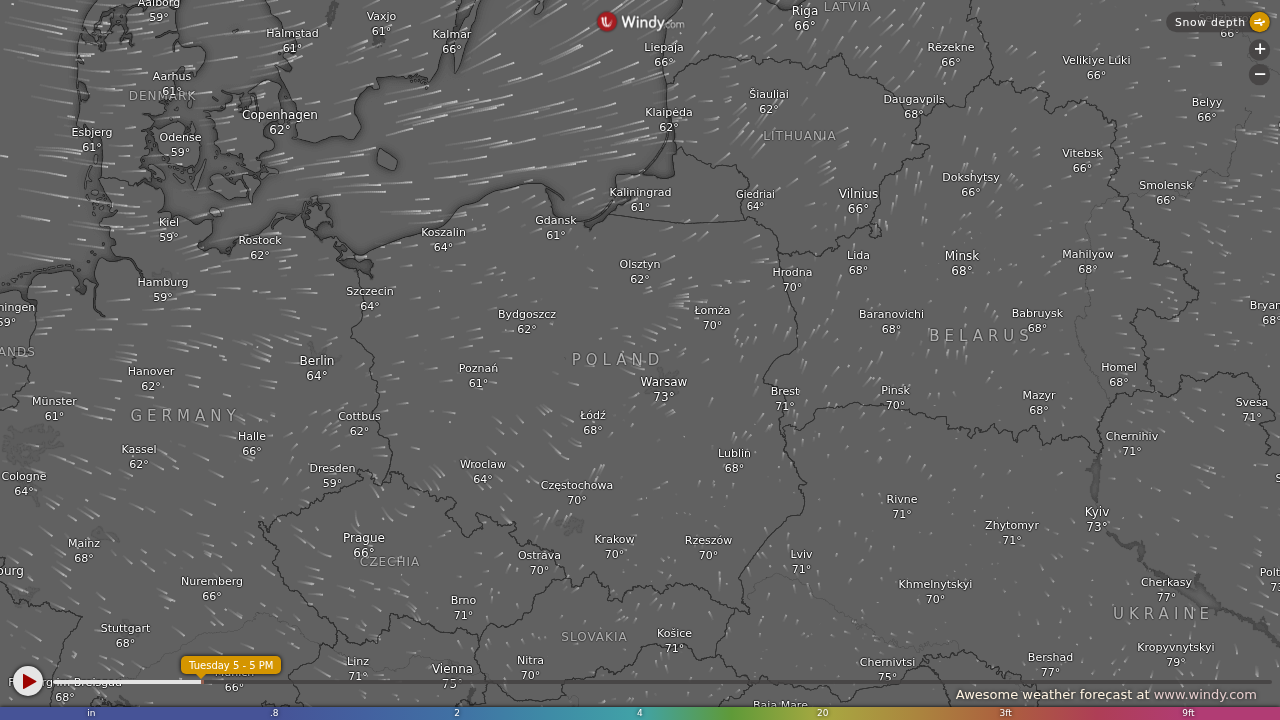 Aalborg
59°
Vaxjo
61°
Halmstad
61°
Kalmar
66°
Windy.com
Riga
66°
LATVIA
Snow depth
66°
Liepaja
66°
Rēzekne
66°
+
Velikiye Luki
66°
−
Aarhus
61°
DENMARK
Šiauliai
62°
Daugavpils
68°
Belyy
66°
Copenhagen
62°
Klaipėda
62°
Esbjerg
61°
Odense
59°
LITHUANIA
Vitebsk
66°
Dokshytsy
66°
Smolensk
66°
Kaliningrad
61°
Giedriai
64°
Vilnius
66°
Kiel
59°
Gdansk
61°
Koszalin
64°
Rostock
62°
Lida
68°
Minsk
68°
Mahilyow
68°
Olsztyn
62°
Hrodna
70°
Hamburg
59°
Szczecin
64°
Bydgoszcz
62°
Łomża
70°
Baranovichi
68°
Babruysk
68°
BELARUS
Berlin
64°
POLAND
Hanover
62°
Poznań
61°
Warsaw
73°
Homel
68°
Brest
71°
Pinsk
70°
Mazyr
68°
Münster
61°
GERMANY
Cottbus
62°
Łódź
68°
Svesa
71°
Halle
66°
Chernihiv
71°
Kassel
62°
Lublin
68°
Dresden
59°
Wroclaw
64°
Cologne
64°
Częstochowa
70°
Rivne
71°
Kyiv
73°
Zhytomyr
71°
Mainz
68°
Prague
66°
CZECHIA
Krakow
70°
Rzeszów
70°
Ostrava
70°
Lviv
71°
Nuremberg
66°
Khmelnytskyi
70°
Cherkasy
77°
Brno
71°
UKRAINE
Stuttgart
68°
SLOVAKIA
Košice
71°
Kropyvnytskyi
79°
Linz
71°
Vienna
Nitra
70°
Chernivtsi
75°
Bershad
77°
Tuesday 5 - 5 PM
66°
68°
Awesome weather forecast at www.windy.com
in .8 2 4 20 3ft 9ft